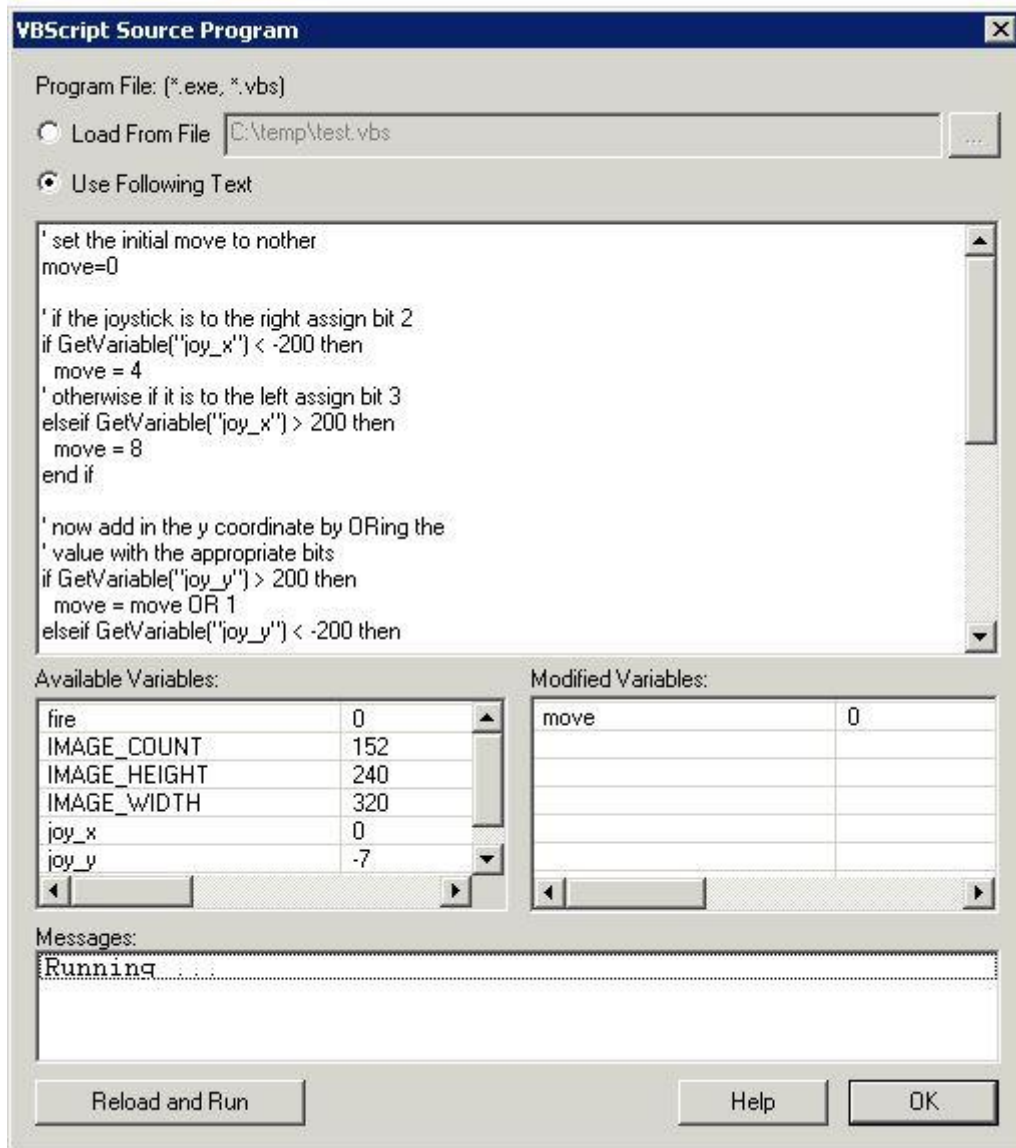 VBScript Source Program
Program File: (*.exe, *.vbs)
Load From File C:\temp\test.vbs ...
Use Following Text
' set the initial move to nother
move=0
' if the joystick is to the right assign bit 2
if GetVariable("joy_x") < -200 then
move = 4
' otherwise if it is to the left assign bit 3
elseif GetVariable("joy_x") > 200 then
move = 8
end if
' now add in the y coordinate by ORing the
' value with the appropriate bits
if GetVariable("joy_y") > 200 then
move = move OR 1
elseif GetVariable("joy_y") < -200 then
Available Variables:
fire 0
IMAGE_COUNT 152
IMAGE_HEIGHT 240
IMAGE_WIDTH 320
joy_x 0
joy_y -7
Modified Variables:
move 0
Messages:
Running ...
Reload and Run Help OK